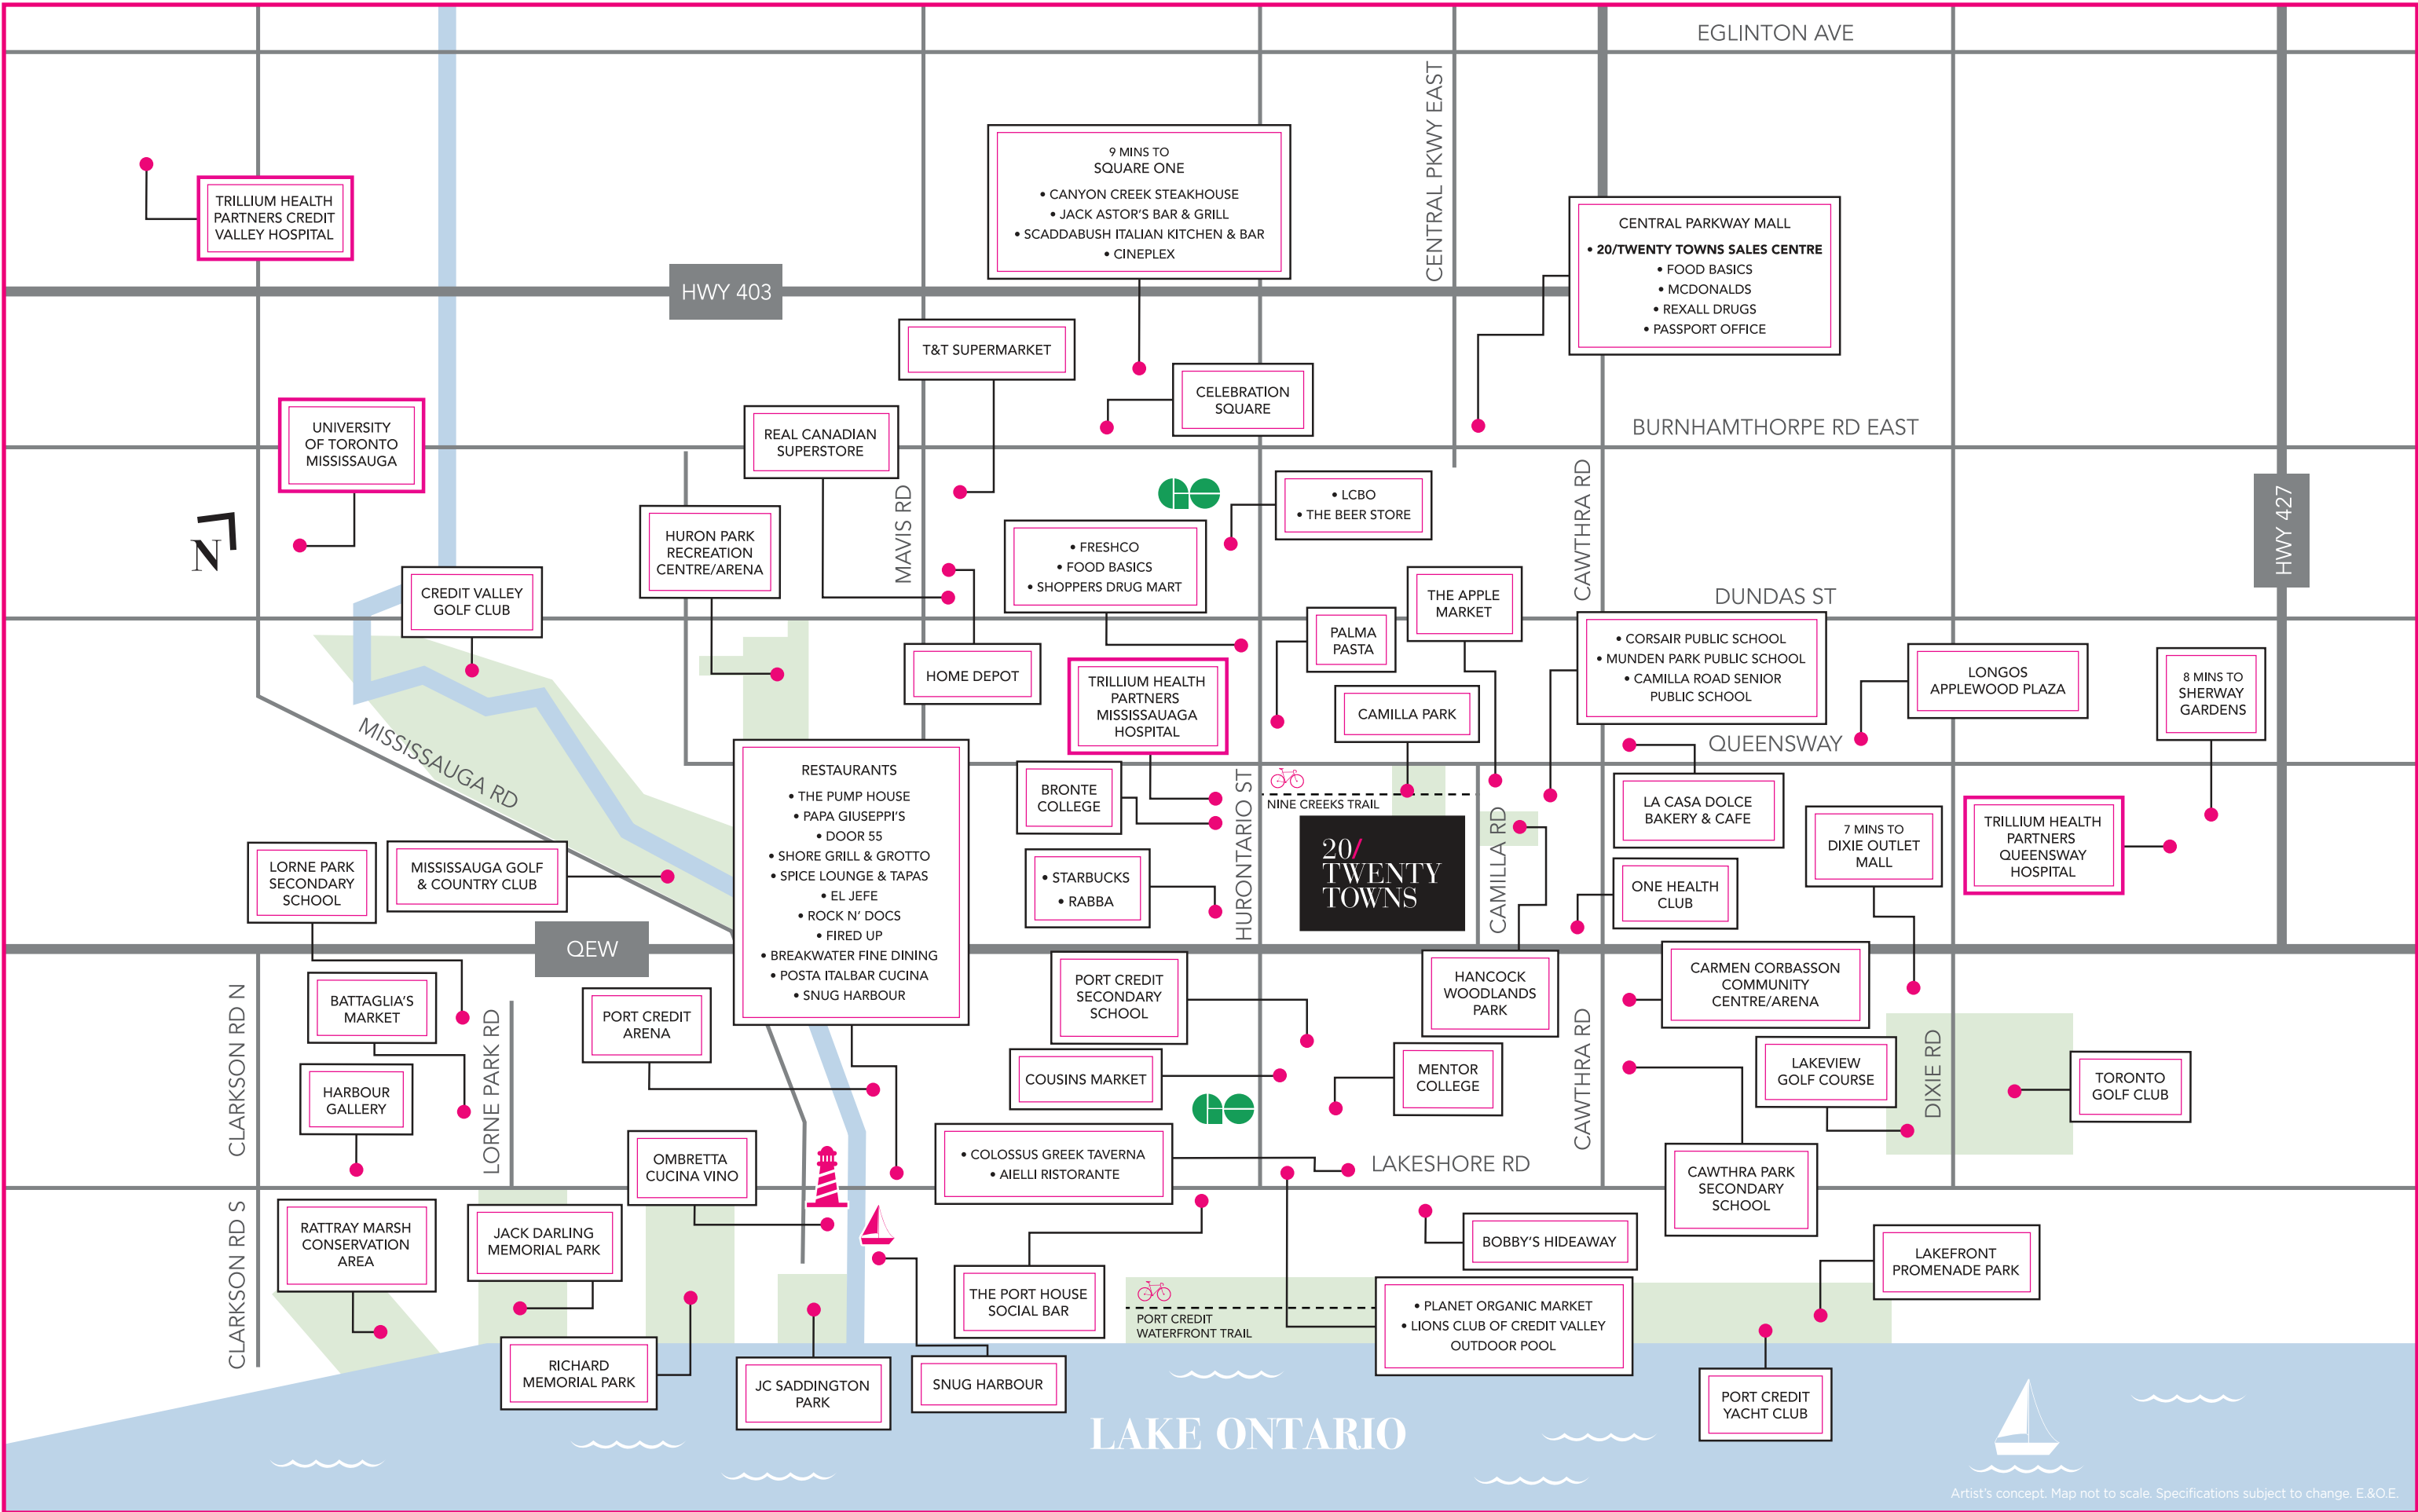 EGLINTON AVE
CENTRAL PKWY EAST
9 MINS TO
SQUARE ONE
• CANYON CREEK STEAKHOUSE
• JACK ASTOR'S BAR & GRILL
• SCADDABUSH ITALIAN KITCHEN & BAR
• CINEPLEX
TRILLIUM HEALTH
PARTNERS CREDIT
VALLEY HOSPITAL
CENTRAL PARKWAY MALL
• 20/TWENTY TOWNS SALES CENTRE
• FOOD BASICS
• MCDONALDS
• REXALL DRUGS
• PASSPORT OFFICE
HWY 403
T&T SUPERMARKET
CELEBRATION
SQUARE
UNIVERSITY
OF TORONTO
MISSISSAUGA
REAL CANADIAN
SUPERSTORE
BURNHAMTHORPE RD EAST
MAVIS RD
CAWTHRA RD
HWY 427
• LCBO
• THE BEER STORE
N
HURON PARK
RECREATION
CENTRE/ARENA
• FRESHCO
• FOOD BASICS
• SHOPPERS DRUG MART
CREDIT VALLEY
GOLF CLUB
THE APPLE
MARKET
DUNDAS ST
PALMA
PASTA
• CORSAIR PUBLIC SCHOOL
• MUNDEN PARK PUBLIC SCHOOL
• CAMILLA ROAD SENIOR
PUBLIC SCHOOL
HOME DEPOT
TRILLIUM HEALTH
PARTNERS
MISSISSAUAGA
HOSPITAL
LONGOS
APPLEWOOD PLAZA
8 MINS TO
SHERWAY
GARDENS
CAMILLA PARK
MISSISSAUGA RD
QUEENSWAY
RESTAURANTS
• THE PUMP HOUSE
• PAPA GIUSEPPI'S
• DOOR 55
• SHORE GRILL & GROTTO
• SPICE LOUNGE & TAPAS
• EL JEFE
• ROCK N' DOCS
• FIRED UP
• BREAKWATER FINE DINING
• POSTA ITALBAR CUCINA
• SNUG HARBOUR
BRONTE
COLLEGE
HURONTARIO ST
NINE CREEKS TRAIL
20/
TWENTY
TOWNS
CAMILLA RD
LA CASA DOLCE
BAKERY & CAFE
7 MINS TO
DIXIE OUTLET
MALL
TRILLIUM HEALTH
PARTNERS
QUEENSWAY
HOSPITAL
LORNE PARK
SECONDARY
SCHOOL
MISSISSAUGA GOLF
& COUNTRY CLUB
• STARBUCKS
• RABBA
ONE HEALTH
CLUB
QEW
CLARKSON RD N
BATTAGLIA'S
MARKET
LORNE PARK RD
PORT CREDIT
ARENA
PORT CREDIT
SECONDARY
SCHOOL
HANCOCK
WOODLANDS
PARK
CARMEN CORBASSON
COMMUNITY
CENTRE/ARENA
CAWTHRA RD
HARBOUR
GALLERY
COUSINS MARKET
GO
MENTOR
COLLEGE
LAKEVIEW
GOLF COURSE
DIXIE RD
TORONTO
GOLF CLUB
OMBRETTA
CUCINA VINO
• COLOSSUS GREEK TAVERNA
• AIELLI RISTORANTE
LAKESHORE RD
CAWTHRA PARK
SECONDARY
SCHOOL
CLARKSON RD S
RATTRAY MARSH
CONSERVATION
AREA
JACK DARLING
MEMORIAL PARK
BOBBY'S HIDEAWAY
LAKEFRONT
PROMENADE PARK
THE PORT HOUSE
SOCIAL BAR
PORT CREDIT
WATERFRONT TRAIL
• PLANET ORGANIC MARKET
• LIONS CLUB OF CREDIT VALLEY
OUTDOOR POOL
RICHARD
MEMORIAL PARK
JC SADDINGTON
PARK
SNUG HARBOUR
PORT CREDIT
YACHT CLUB
LAKE ONTARIO
Artist's concept. Map not to scale. Specifications subject to change. E.&O.E.
GO